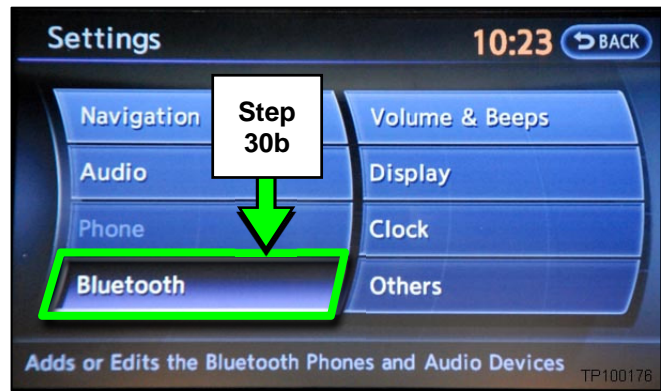 Settings
10:23
BACK
Navigation
Audio
Phone
Bluetooth
Step
30b
Volume & Beeps
Display
Clock
Others
Adds or Edits the Bluetooth Phones and Audio Devices
TP100176